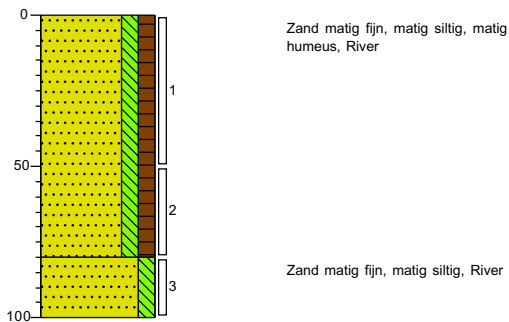 0
Zand matig fijn, matig siltig, matig
humeus, River
1
50
2
Zand matig fijn, matig siltig, River
3
100